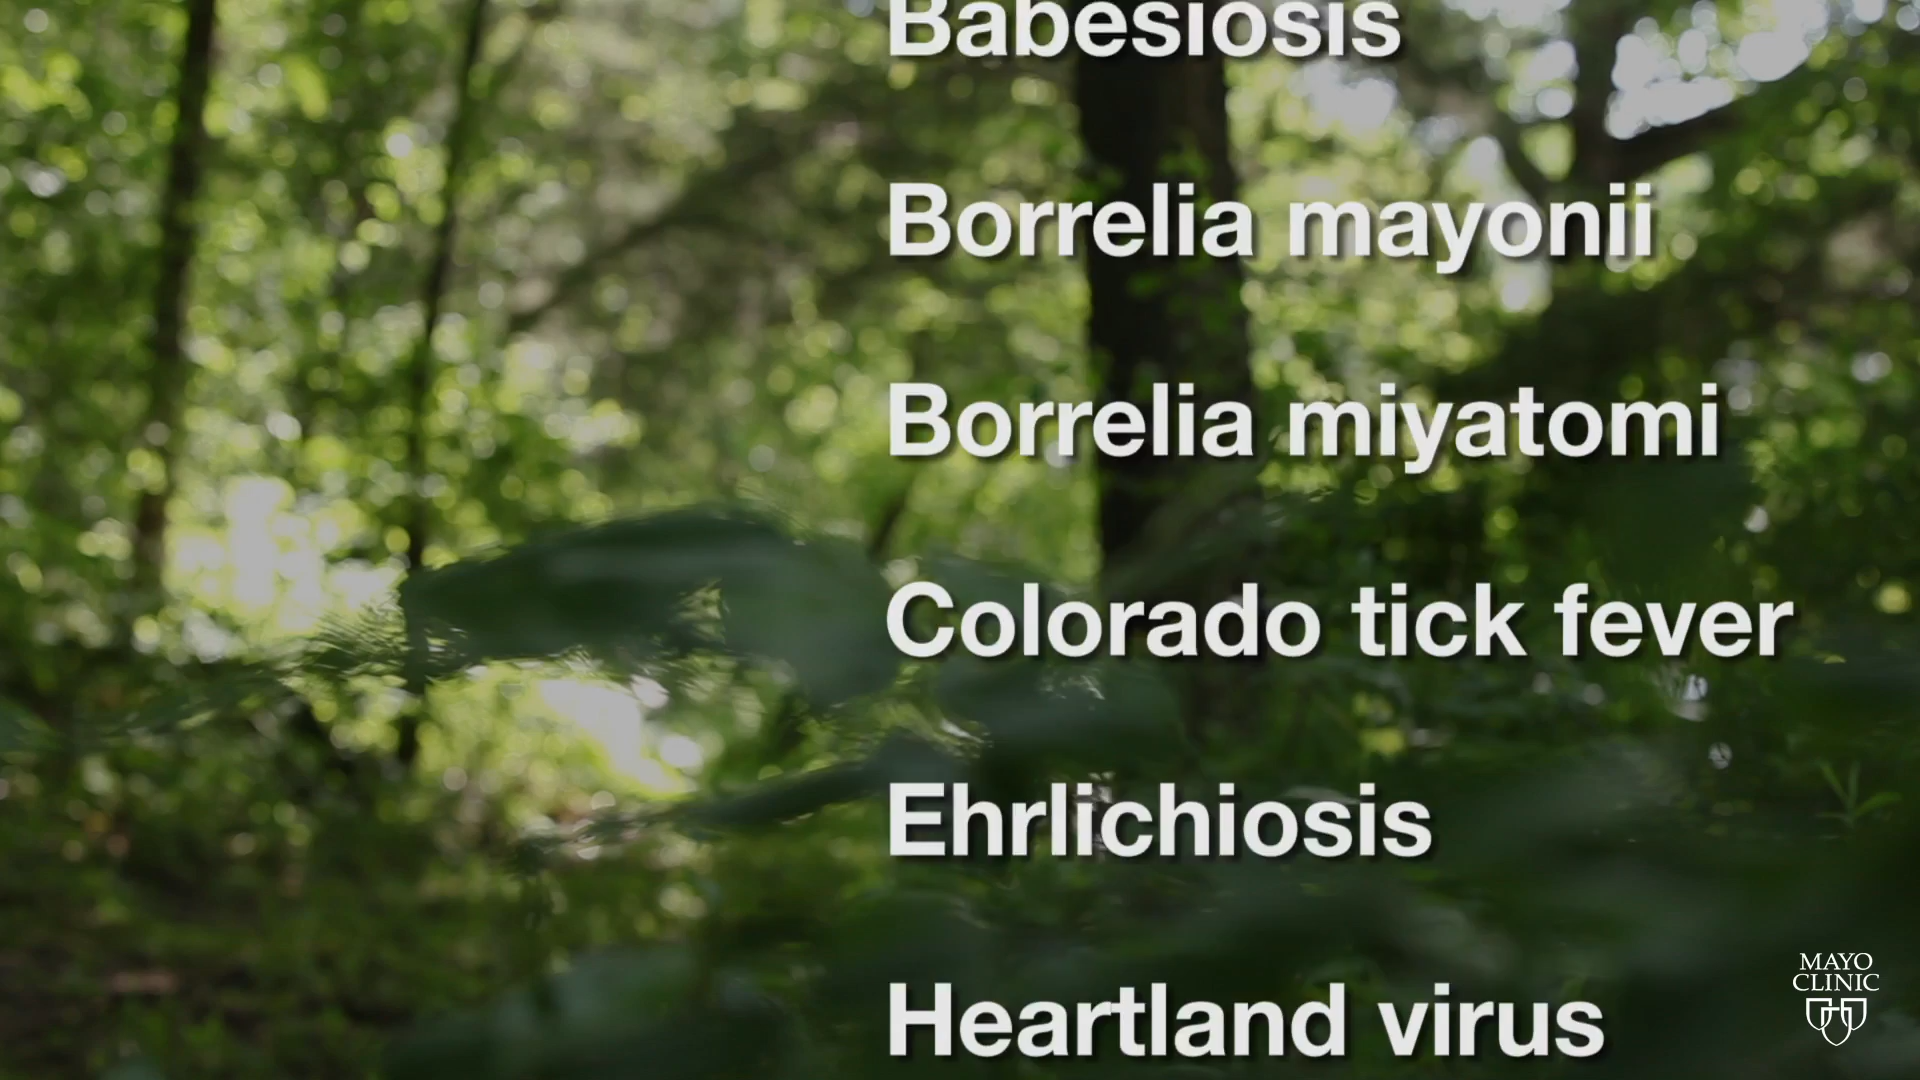 Babesiosis
Borrelia mayonii
Borrelia miyatomi
Colorado tick fever
Ehrlichiosis
Heartland virus
MAYO
CLINIC